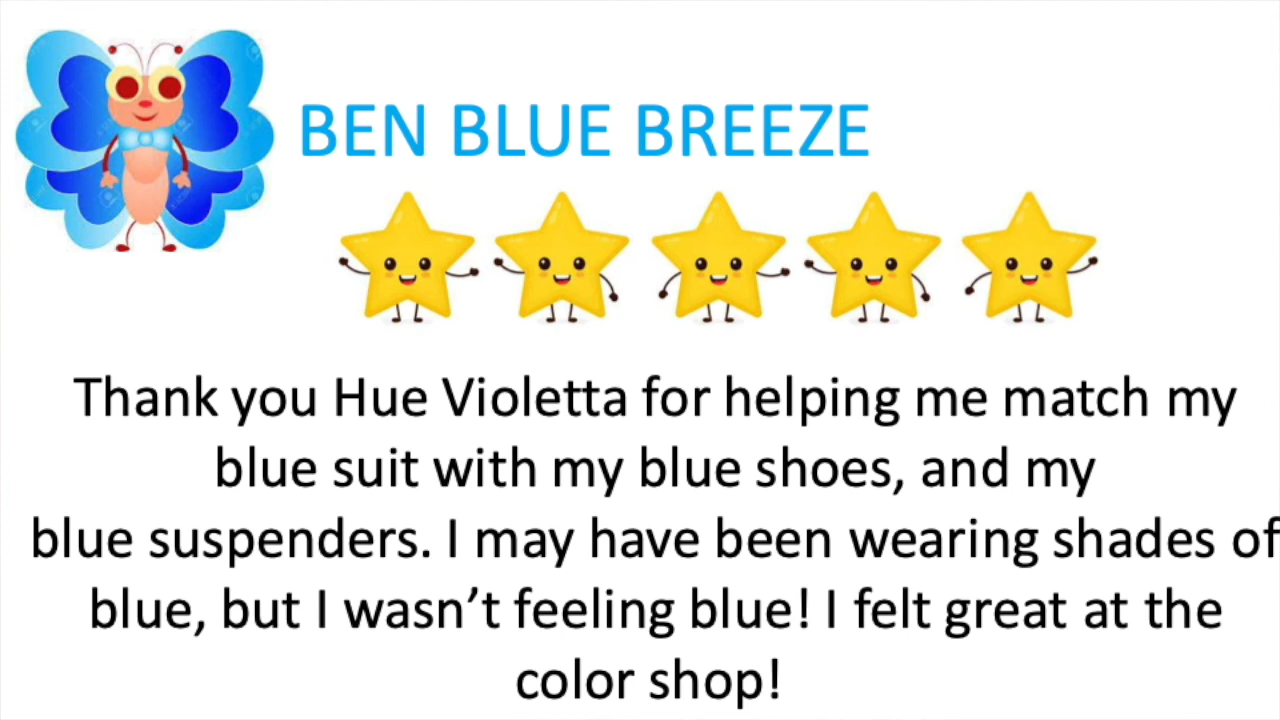 BEN BLUE BREEZE
Thank you Hue Violetta for helping me match my
blue suit with my blue shoes, and my
blue suspenders. I may have been wearing shades of
blue, but I wasn’t feeling blue! I felt great at the
color shop!